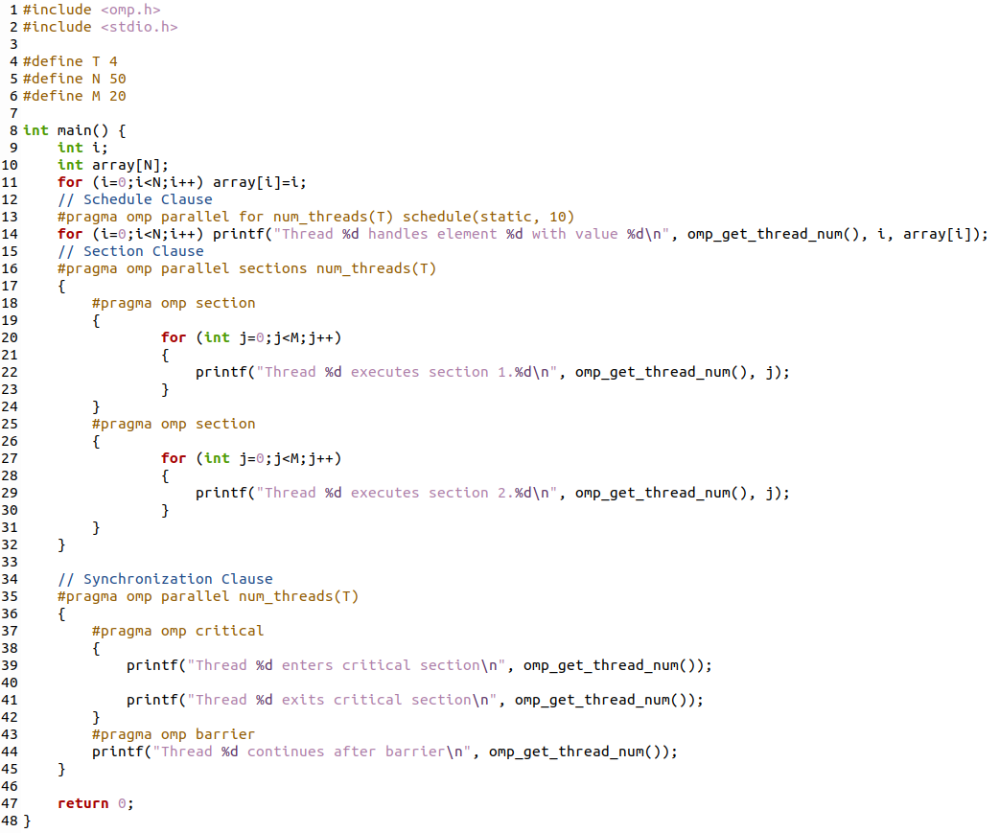 1 #include <omp.h>
2 #include <stdio.h>
3
4 #define T 4
5 #define N 50
6 #define M 20
7
8 int main() {
9     int i;
10     int array[N];
11     for (i=0;i<N;i++) array[i]=i;
12     // Schedule Clause
13     #pragma omp parallel for num_threads(T) schedule(static, 10)
14     for (i=0;i<N;i++) printf("Thread %d handles element %d with value %d\n", omp_get_thread_num(), i, array[i]);
15     // Section Clause
16     #pragma omp parallel sections num_threads(T)
17     {
18         #pragma omp section
19         {
20                 for (int j=0;j<M;j++)
21                 {
22                     printf("Thread %d executes section 1.%d\n", omp_get_thread_num(), j);
23                 }
24         }
25         #pragma omp section
26         {
27                 for (int j=0;j<M;j++)
28                 {
29                     printf("Thread %d executes section 2.%d\n", omp_get_thread_num(), j);
30                 }
31         }
32     }
33
34     // Synchronization Clause
35     #pragma omp parallel num_threads(T)
36     {
37         #pragma omp critical
38         {
39             printf("Thread %d enters critical section\n", omp_get_thread_num());
40
41             printf("Thread %d exits critical section\n", omp_get_thread_num());
42         }
43         #pragma omp barrier
44         printf("Thread %d continues after barrier\n", omp_get_thread_num());
45     }
46
47     return 0;
48 }